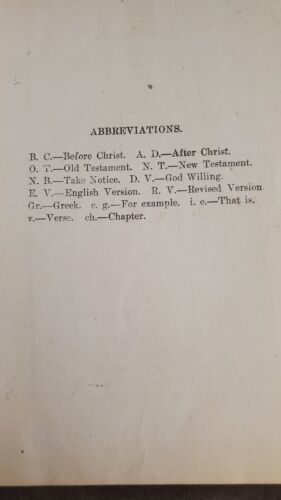 ABBREVIATIONS.
B. C.—Before Christ. A. D.—After Christ.
O. T.—Old Testament. N. T.—New Testament.
N. B.—Take Notice. D. V.—God Willing.
E. V.—English Version. R. V.—Revised Version
Gr.—Greek. e. g.—For example. i. e.—That is.
v.—Verse. ch.—Chapter.